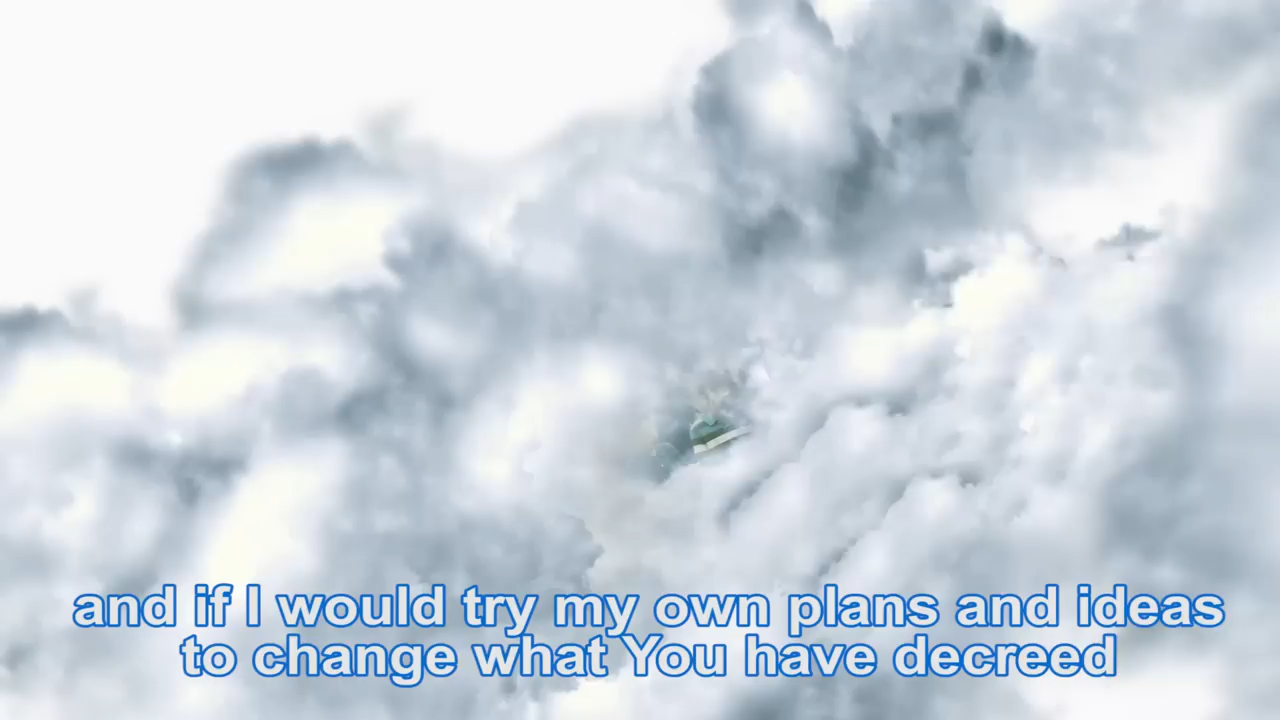 and if I would try my own plans and ideas
to change what You have decreed